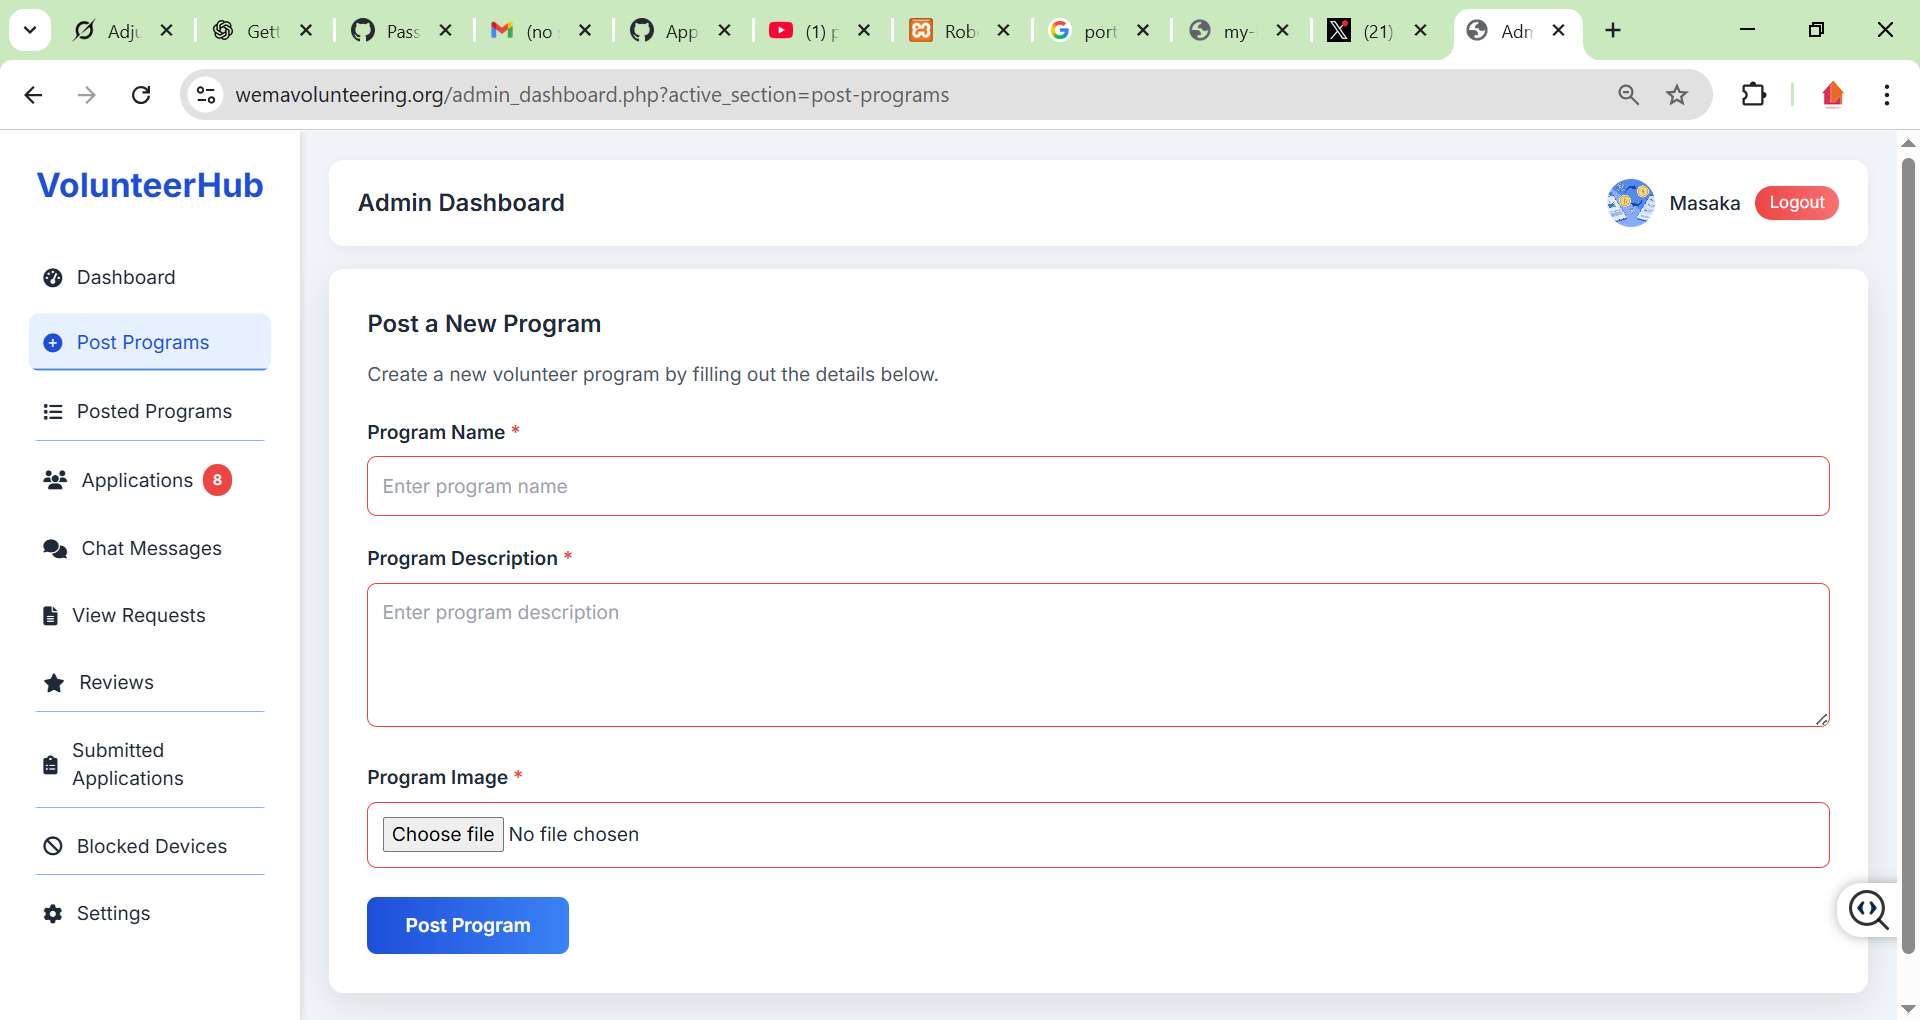 Adju
Gett
Pass
(no
App
(1) p
Rob
port
my-
(21)
Adm
wemavolunteering.org/admin_dashboard.php?active_section=post-programs
VolunteerHub
Dashboard
Post Programs
Posted Programs
Applications 8
Chat Messages
View Requests
Reviews
Submitted
Applications
Blocked Devices
Settings
Admin Dashboard
Masaka
Logout
Post a New Program
Create a new volunteer program by filling out the details below.
Program Name *
Enter program name
Program Description *
Enter program description
Program Image *
Choose file No file chosen
Post Program